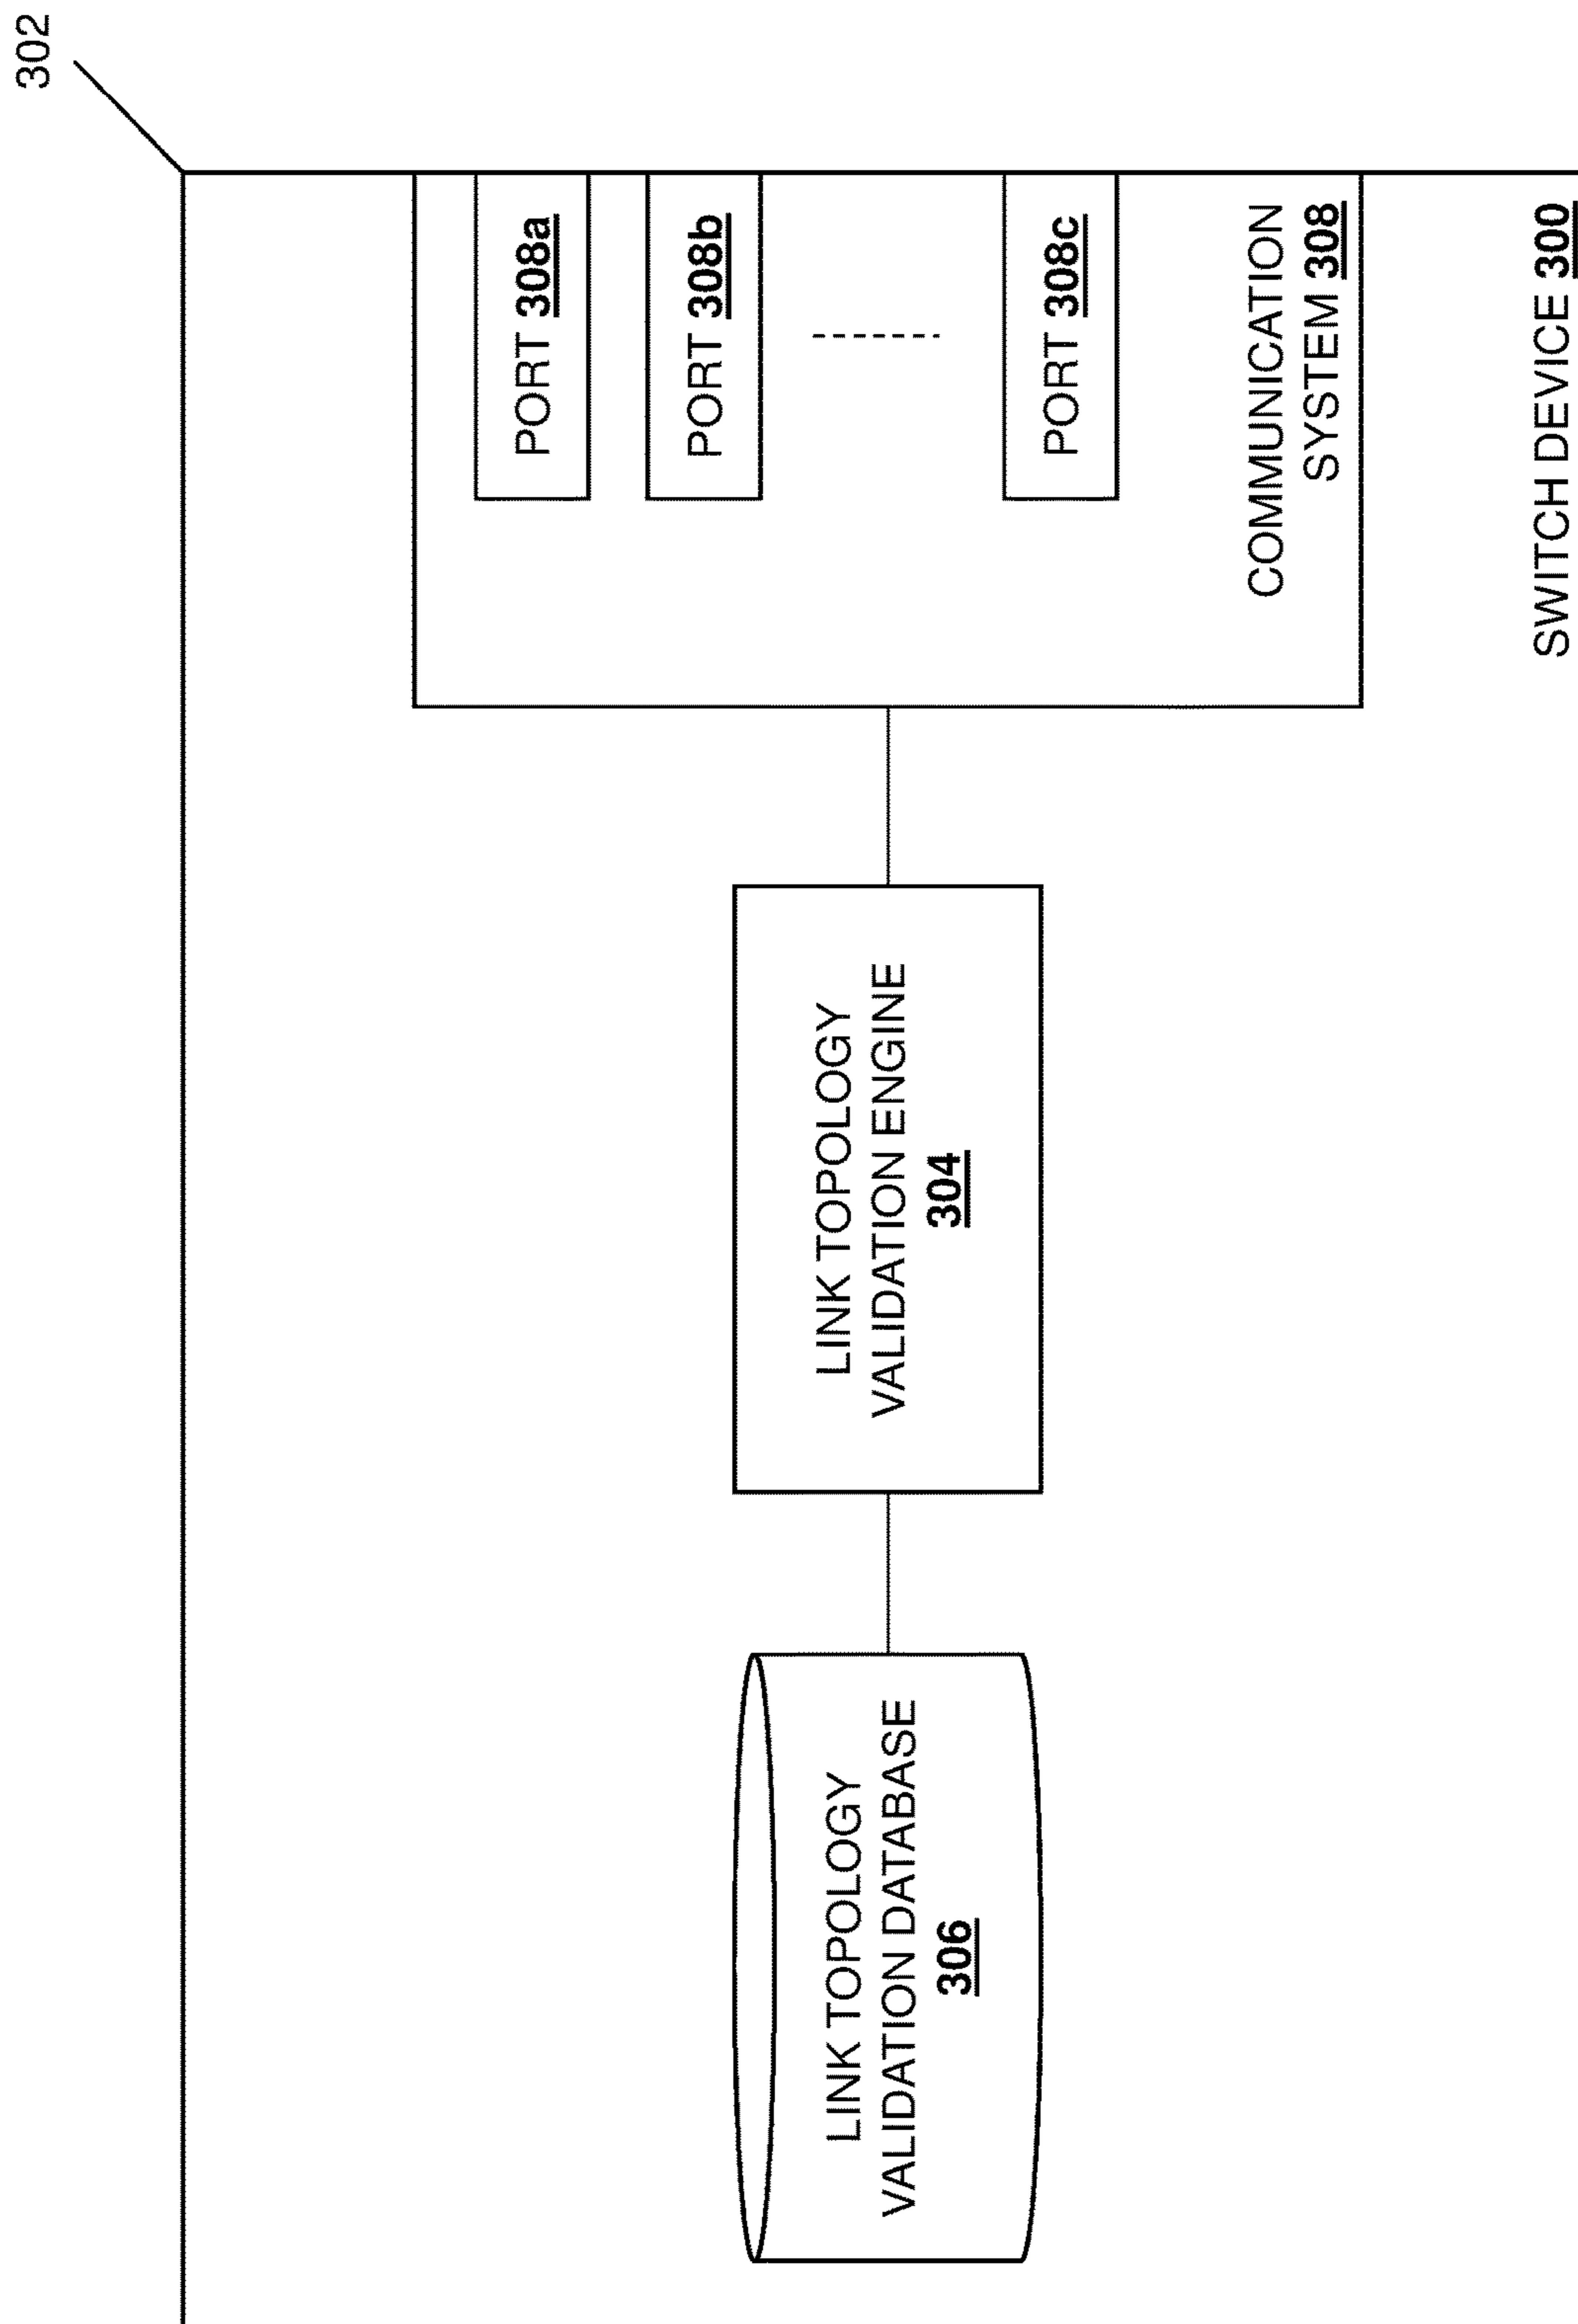 302
PORT 308a
PORT 308b
PORT 308c
COMMUNICATION
SYSTEM 308
LINK TOPOLOGY
VALIDATION ENGINE
304
LINK TOPOLOGY
VALIDATION DATABASE
306
SWITCH DEVICE 300